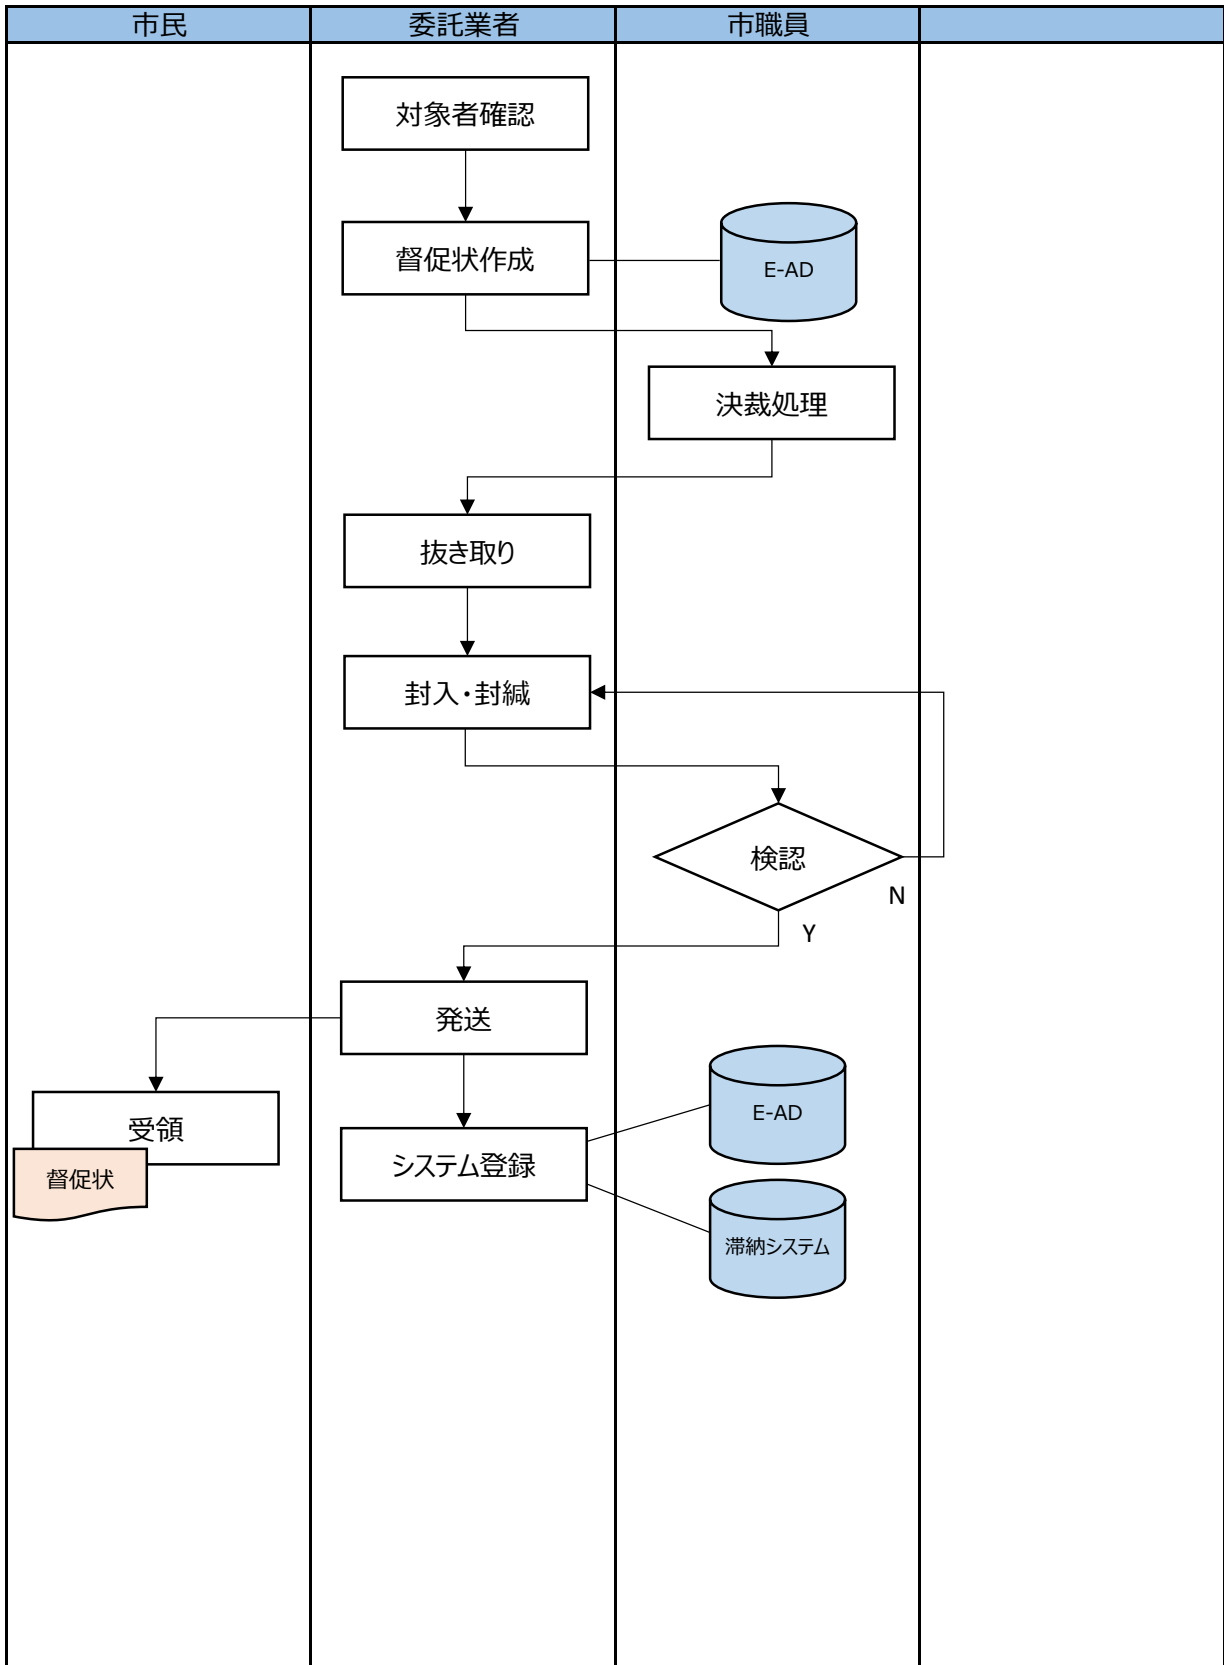 市民
委託業者
市職員
対象者確認
督促状作成
E-AD
決裁処理
抜き取り
封入・封緘
検認
N
Y
発送
受領
督促状
システム登録
E-AD
滞納システム